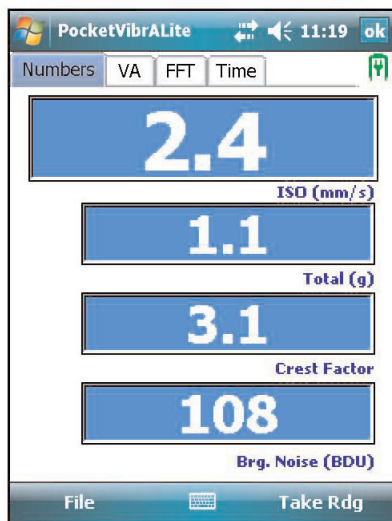 PocketVibrALite 11:19 ok
Numbers VA FFT Time
2.4
ISO (mm/s)
1.1
Total (g)
3.1
Crest Factor
108
Brg. Noise (BDU)
File Take Rdg